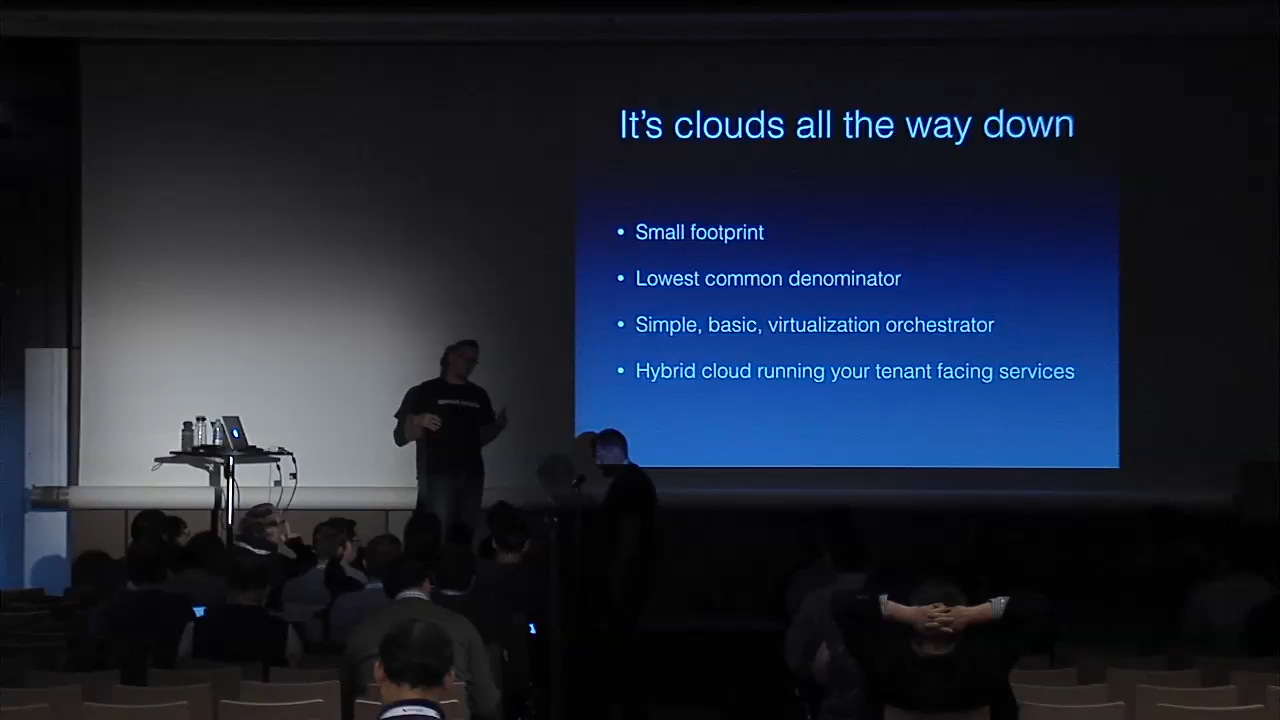 It's clouds all the way down
• Small footprint
• Lowest common denominator
• Simple, basic, virtualization orchestrator
• Hybrid cloud running your tenant facing services